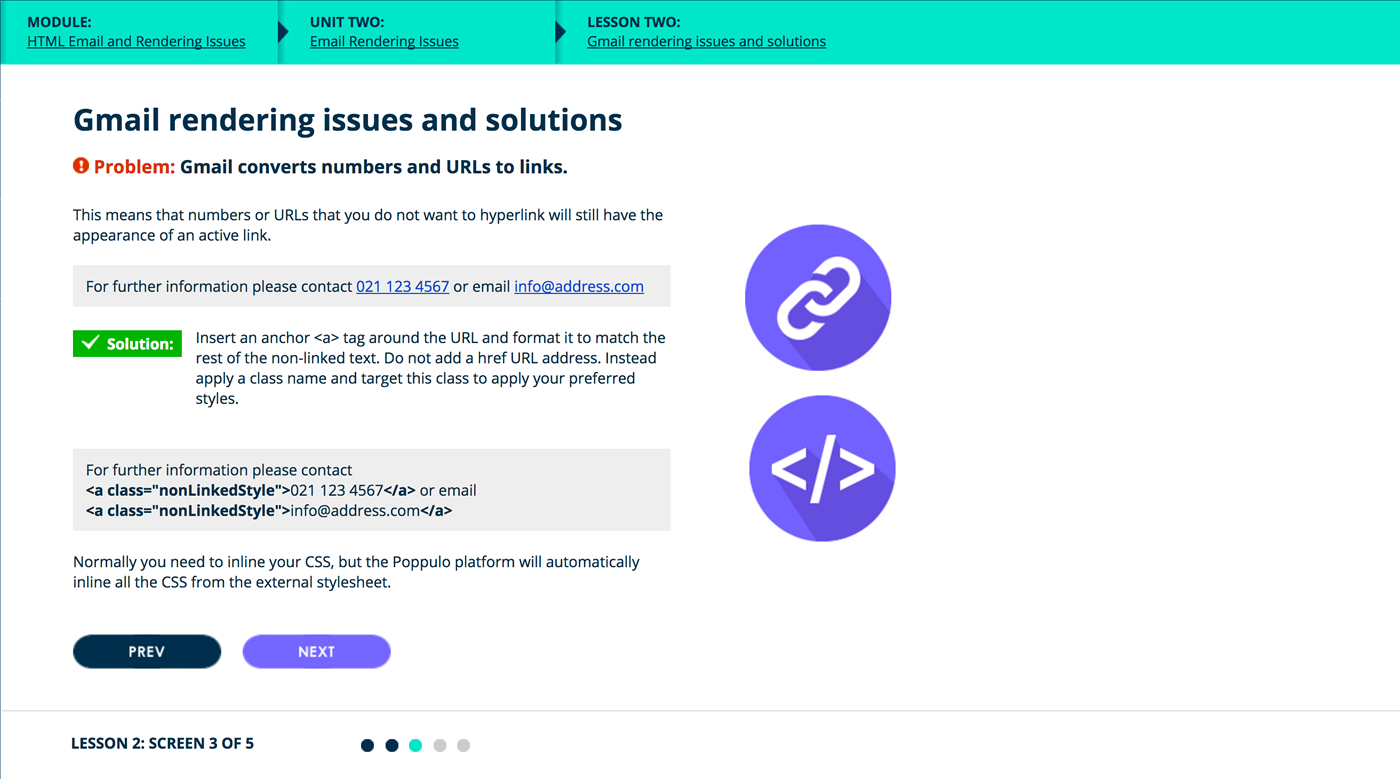 MODULE:
HTML Email and Rendering Issues
UNIT TWO:
Email Rendering Issues
LESSON TWO:
Gmail rendering issues and solutions
Gmail rendering issues and solutions
Problem: Gmail converts numbers and URLs to links.
This means that numbers or URLs that you do not want to hyperlink will still have the
appearance of an active link.
For further information please contact 021 123 4567 or email info@address.com
Solution:
Insert an anchor <a> tag around the URL and format it to match the
rest of the non-linked text. Do not add a href URL address. Instead
apply a class name and target this class to apply your preferred
styles.
For further information please contact
<a class="nonLinkedStyle">021 123 4567</a> or email
<a class="nonLinkedStyle">info@address.com</a>
Normally you need to inline your CSS, but the Poppulo platform will automatically
inline all the CSS from the external stylesheet.
PREV
NEXT
LESSON 2: SCREEN 3 OF 5